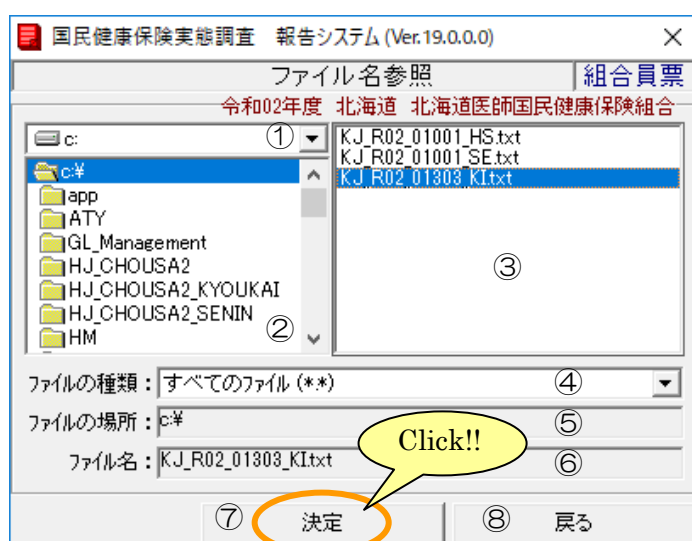 国民健康保険実態調査 報告システム (Ver.19.0.0.0)
ファイル名参照 組合員票
令和02年度 北海道 北海道医師国民健康保険組合
c: ①
c:¥
app
ATY
GL_Management
HJ_CHOUSA2
HJ_CHOUSA2_KYOUKAI
HJ_CHOUSA2_SENIN
HM
②
KJ_R02_01001_HS.txt
KJ_R02_01001_SE.txt
KJ_R02_01303_KI.txt
③
ファイルの種類: すべてのファイル (*.*) ④
ファイルの場所: c:¥ ⑤
ファイル名: KJ_R02_01303_KI.txt ⑥
Click!!
⑦ 決定 ⑧ 戻る